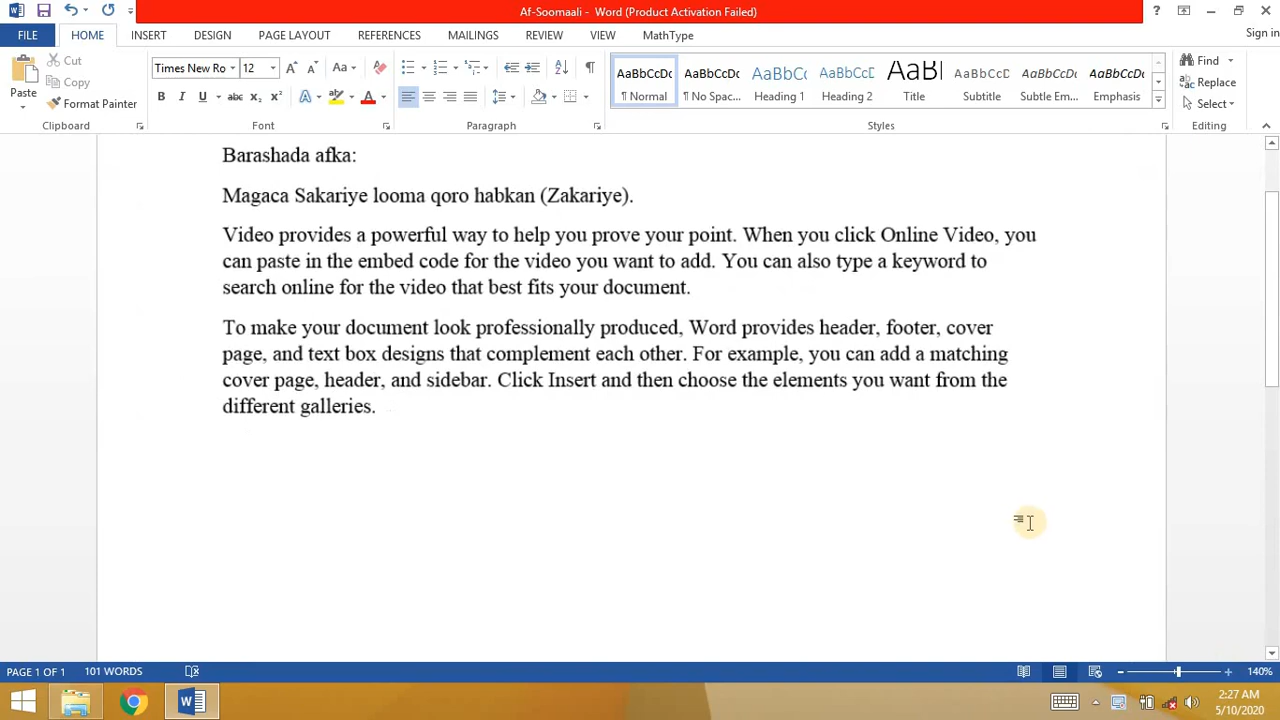 Af-Soomaali - Word (Product Activation Failed)
?
FILE HOME INSERT DESIGN PAGE LAYOUT REFERENCES MAILINGS REVIEW VIEW MathType Sign in
Paste
Cut
Copy
Format Painter
Clipboard
Times New Ro 12 Aa
B I U abc x₂ x² A ab A
Font
Paragraph
AaBbCcDc AaBbCcDc AaBbCc AaBbCcD AaBl AaBbCcD AaBbCcDc AaBbCcDc
¶ Normal ¶ No Spac... Heading 1 Heading 2 Title Subtitle Subtle Em... Emphasis
Styles
Find
Replace
Select
Editing
Barashada afka:
Magaca Sakariye looma qoro habkan (Zakariye).
Video provides a powerful way to help you prove your point. When you click Online Video, you
can paste in the embed code for the video you want to add. You can also type a keyword to
search online for the video that best fits your document.
To make your document look professionally produced, Word provides header, footer, cover
page, and text box designs that complement each other. For example, you can add a matching
cover page, header, and sidebar. Click Insert and then choose the elements you want from the
different galleries.
PAGE 1 OF 1 101 WORDS 140%
2:27 AM
5/10/2020